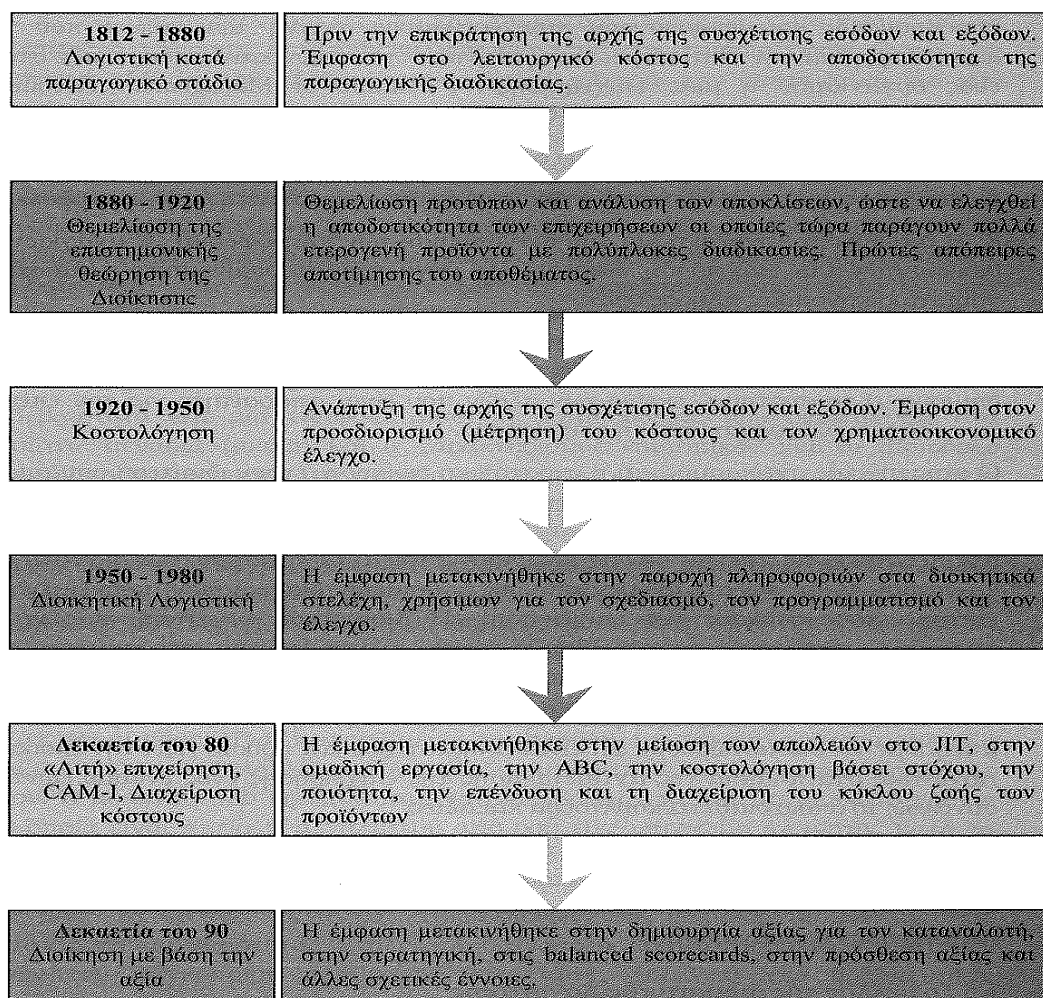 1812 - 1880
Λογιστική κατά
παραγωγικό στάδιο
Πριν την επικράτηση της αρχής της συσχέτισης εσόδων και εξόδων.
Έμφαση στο λειτουργικό κόστος και την αποδοτικότητα της
παραγωγικής διαδικασίας.
1880 - 1920
Θεμελίωση της
επιστημονικής
θεώρηση της
Διοίκησης
Θεμελίωση προτύπων και ανάλυση των αποκλίσεων, ώστε να ελεγχθεί
η αποδοτικότητα των επιχειρήσεων οι οποίες τώρα παράγουν πολλά
ετερογενή προϊόντα με πολύπλοκες διαδικασίες. Πρώτες απόπειρες
αποτίμησης του αποθέματος.
1920 - 1950
Κοστολόγηση
Ανάπτυξη της αρχής της συσχέτισης εσόδων και εξόδων. Έμφαση στον
προσδιορισμό (μέτρηση) του κόστους και τον χρηματοοικονομικό
έλεγχο.
1950 - 1980
Διοικητική Λογιστική
Η έμφαση μετακινήθηκε στην παροχή πληροφοριών στα διοικητικά
στελέχη, χρήσιμων για τον σχεδιασμό, τον προγραμματισμό και τον
έλεγχο.
Δεκαετία του 80
«Λιτή» επιχείρηση,
CAM-I, Διαχείριση
κόστους
Η έμφαση μετακινήθηκε στην μείωση των απωλειών στο JIT, στην
ομαδική εργασία, την ABC, την κοστολόγηση βάσει στόχου, την
ποιότητα, την επένδυση και τη διαχείριση του κύκλου ζωής των
προϊόντων
Δεκαετία του 90
Διοίκηση με βάση την
αξία
Η έμφαση μετακινήθηκε στην δημιουργία αξίας για τον καταναλωτή,
στην στρατηγική, στις balanced scorecards, στην πρόσθεση αξίας και
άλλες σχετικές έννοιες.